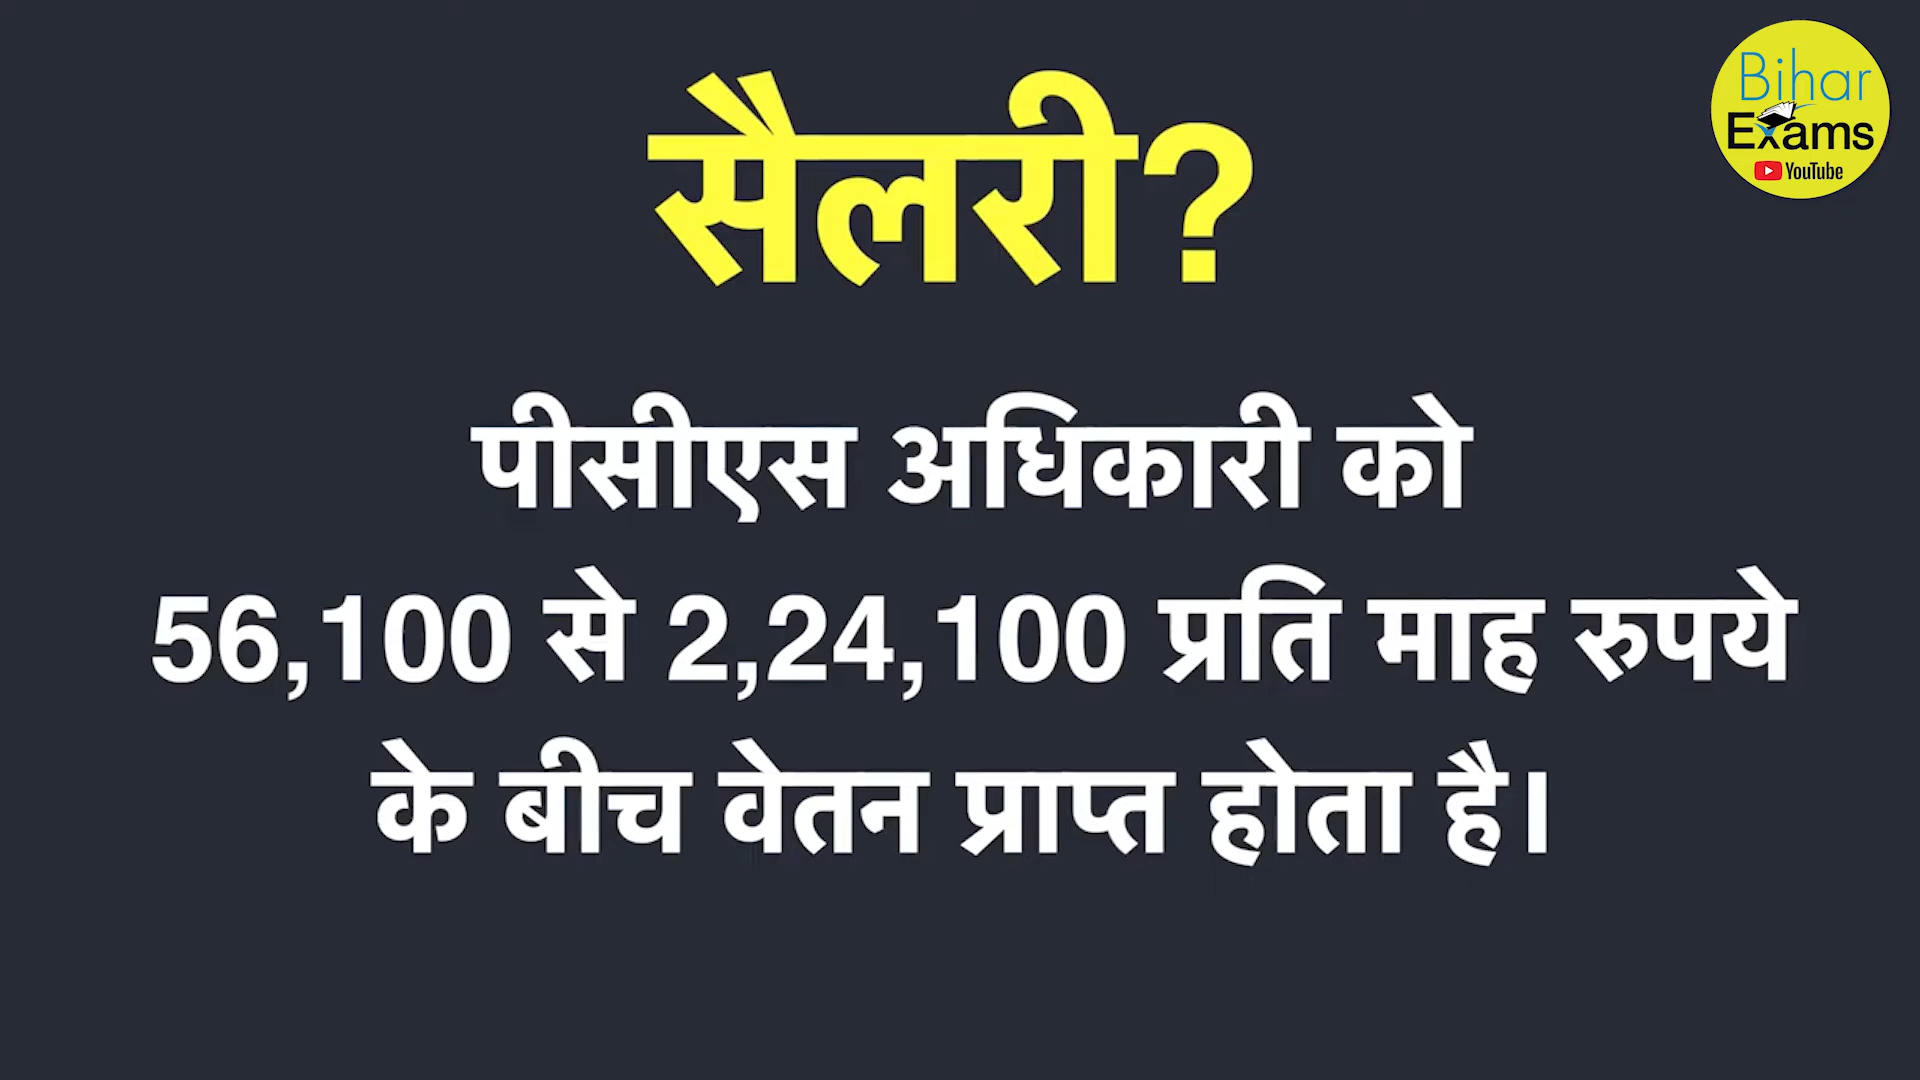 Bihar
Exams
YouTube
सैलरी?
पीसीएस अधिकारी को
56,100 से 2,24,100 प्रति माह रुपये
के बीच वेतन प्राप्त होता है।